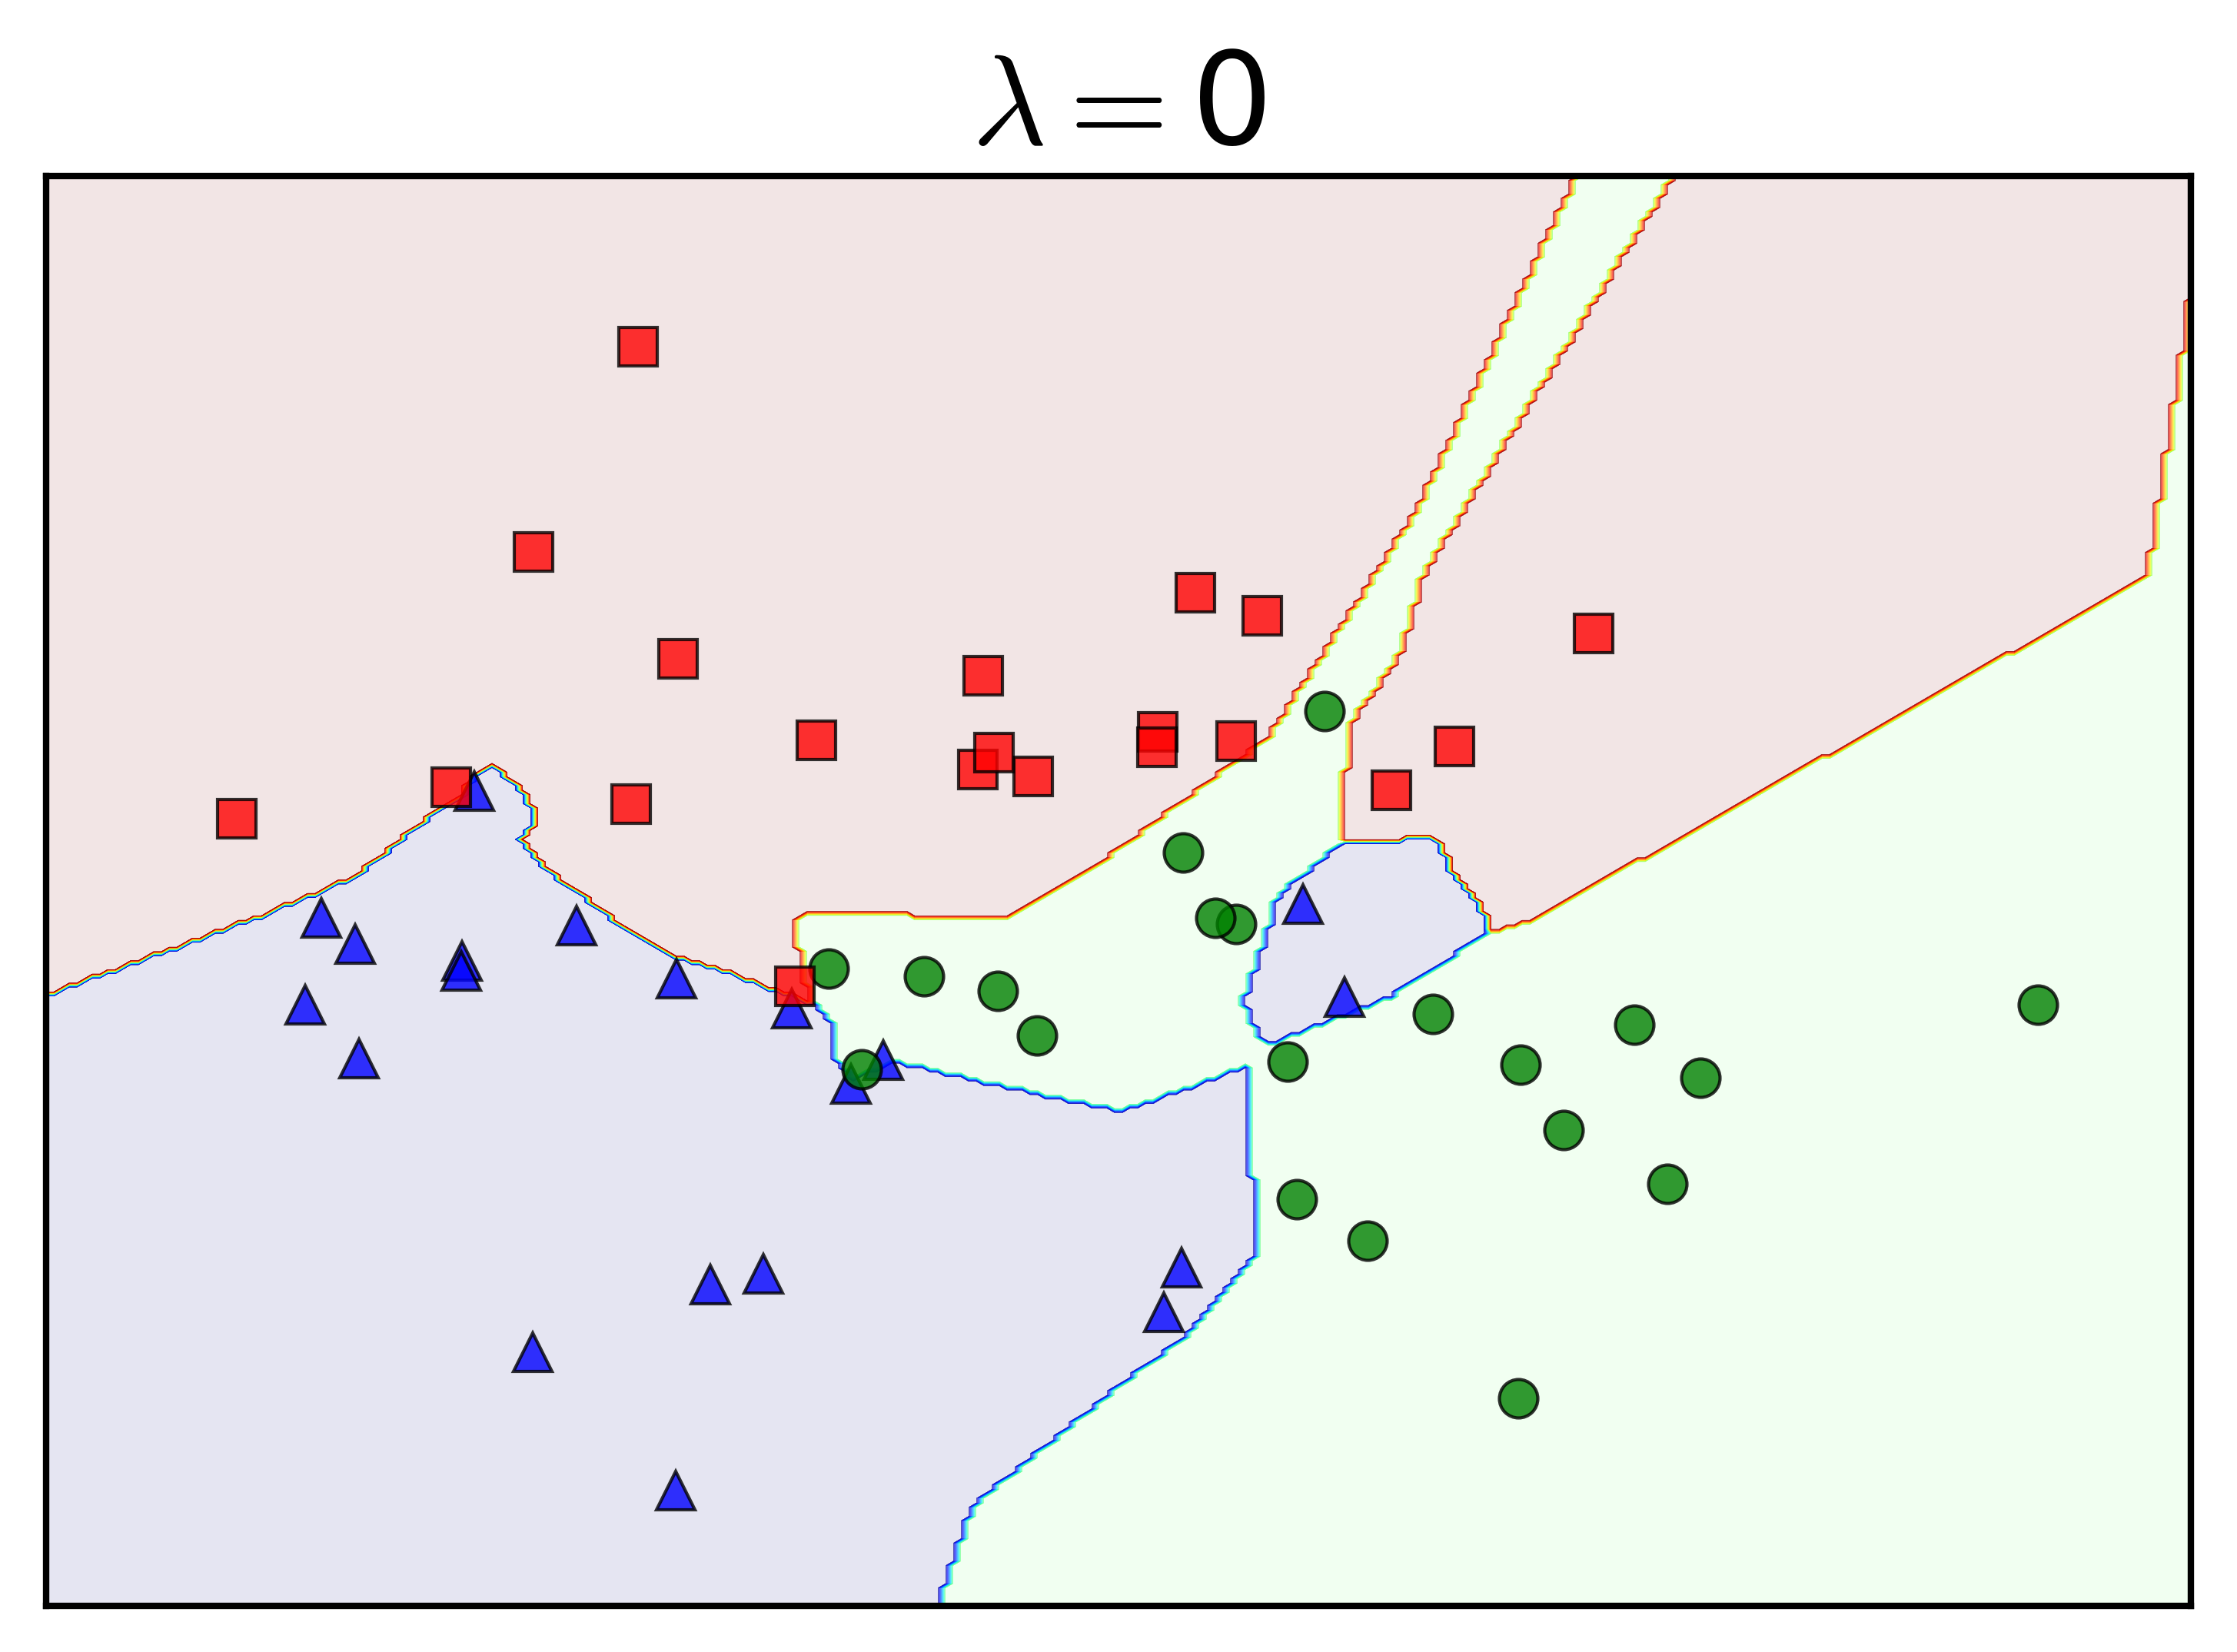 λ = 0